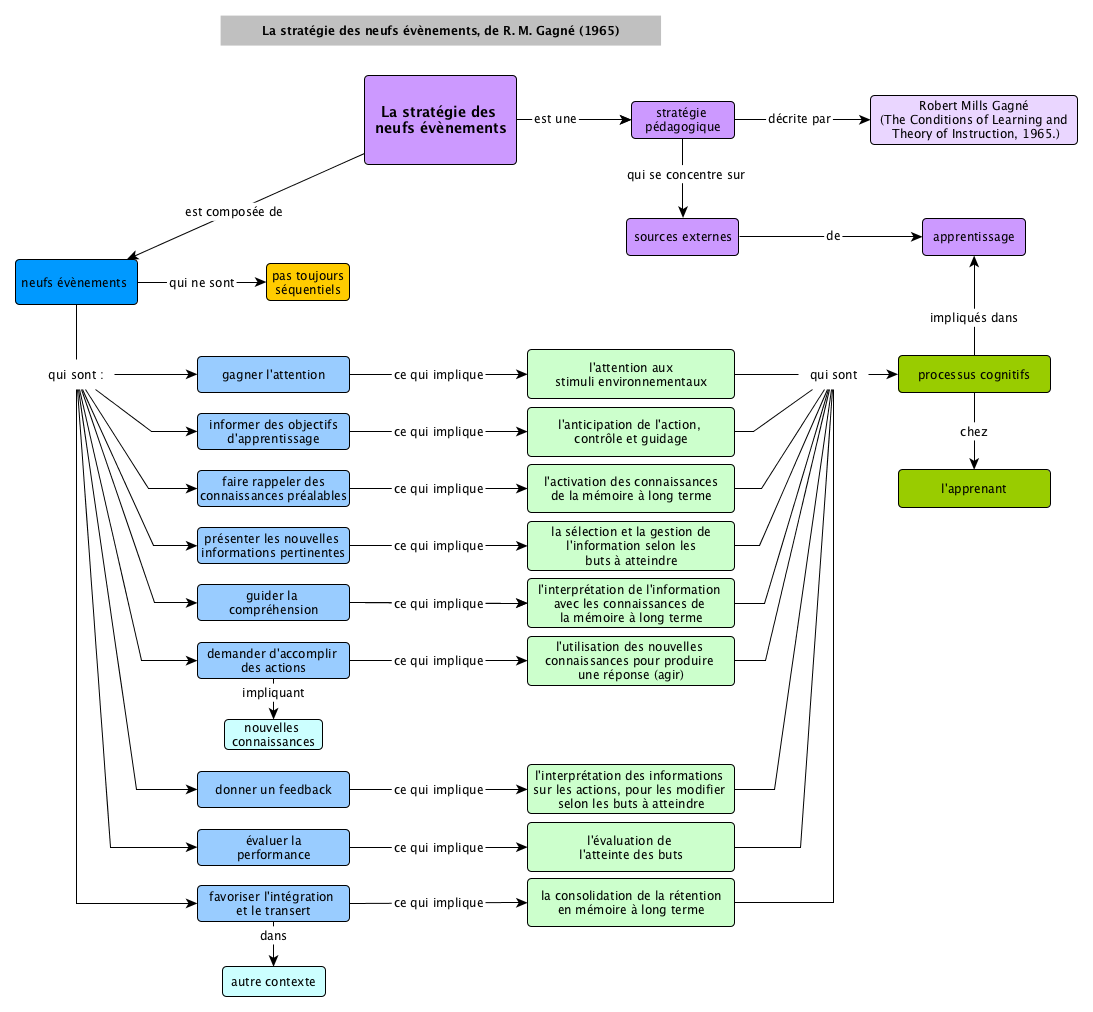 La stratégie des neufs évènements, de R. M. Gagné (1965)
La stratégie des
neufs évènements
est une
stratégie
pédagogique
décrite par
Robert Mills Gagné
(The Conditions of Learning and
Theory of Instruction, 1965.)
qui se concentre sur
est composée de
sources externes
de
apprentissage
neufs évènements
qui ne sont
pas toujours
séquentiels
impliqués dans
qui sont :
gagner l'attention
ce qui implique
l'attention aux
stimuli environnementaux
qui sont
processus cognitifs
informer des objectifs
d'apprentissage
ce qui implique
l'anticipation de l'action,
contrôle et guidage
chez
faire rappeler des
connaissances préalables
ce qui implique
l'activation des connaissances
de la mémoire à long terme
l'apprenant
présenter les nouvelles
informations pertinentes
ce qui implique
la sélection et la gestion de
l'information selon les
buts à atteindre
guider la
compréhension
ce qui implique
l'interprétation de l'information
avec les connaissances de
la mémoire à long terme
demander d'accomplir
des actions
ce qui implique
l'utilisation des nouvelles
connaissances pour produire
une réponse (agir)
impliquant
nouvelles
connaissances
donner un feedback
ce qui implique
l'interprétation des informations
sur les actions, pour les modifier
selon les buts à atteindre
évaluer la
performance
ce qui implique
l'évaluation de
l'atteinte des buts
favoriser l'intégration
et le transert
ce qui implique
la consolidation de la rétention
en mémoire à long terme
dans
autre contexte